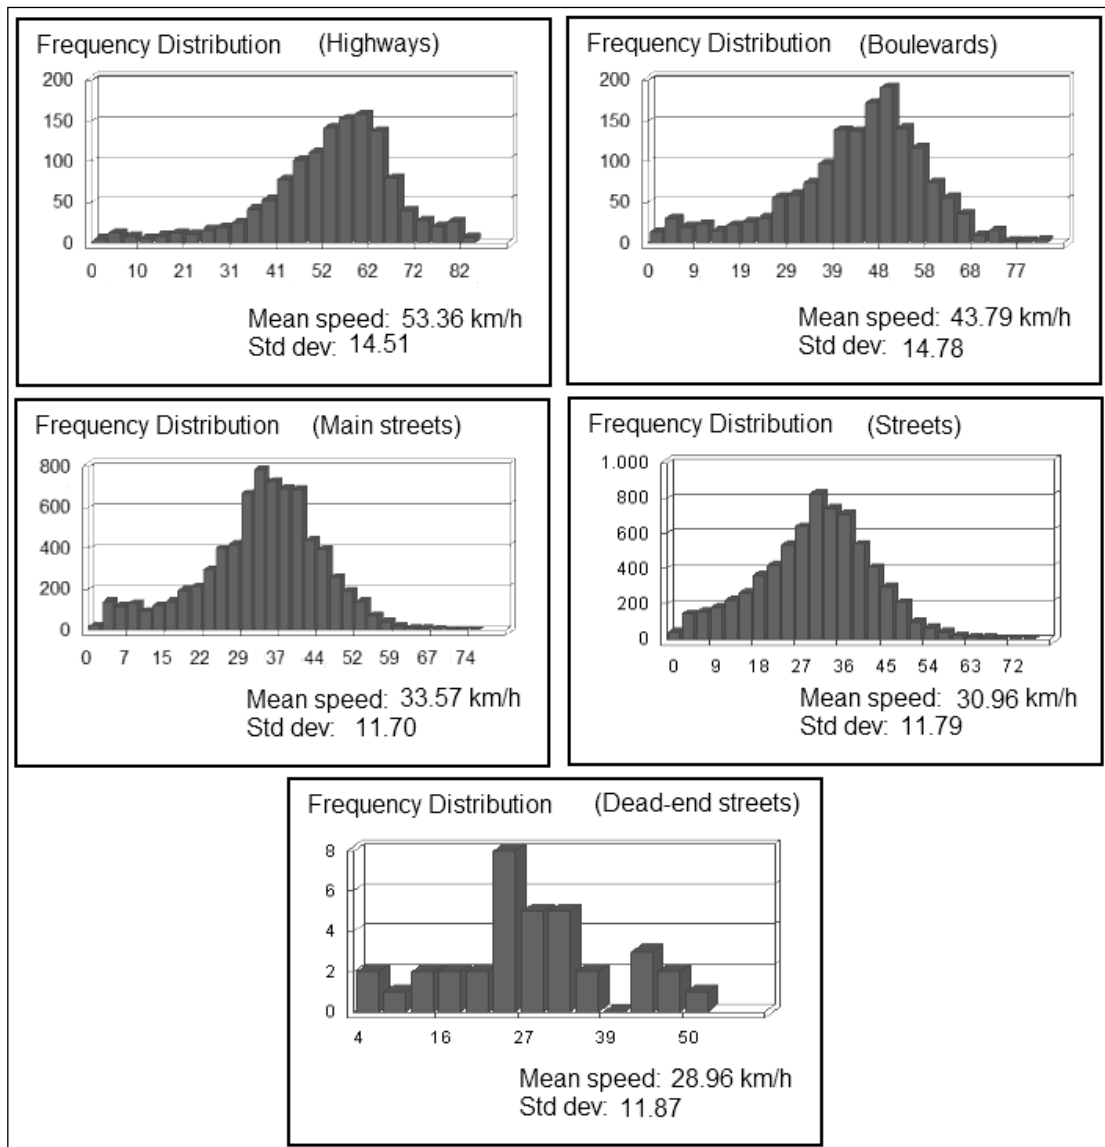 Frequency Distribution (Highways)
200
150
100
50
0
0 10 21 31 41 52 62 72 82
Mean speed: 53.36 km/h
Std dev: 14.51
Frequency Distribution (Boulevards)
200
150
100
50
0
0 9 19 29 39 48 58 68 77
Mean speed: 43.79 km/h
Std dev: 14.78
Frequency Distribution (Main streets)
800
600
400
200
0
0 7 15 22 29 37 44 52 59 67 74
Mean speed: 33.57 km/h
Std dev: 11.70
Frequency Distribution (Streets)
1.000
800
600
400
200
0
0 9 18 27 36 45 54 63 72
Mean speed: 30.96 km/h
Std dev: 11.79
Frequency Distribution (Dead-end streets)
8
6
4
2
0
4 16 27 39 50
Mean speed: 28.96 km/h
Std dev: 11.87